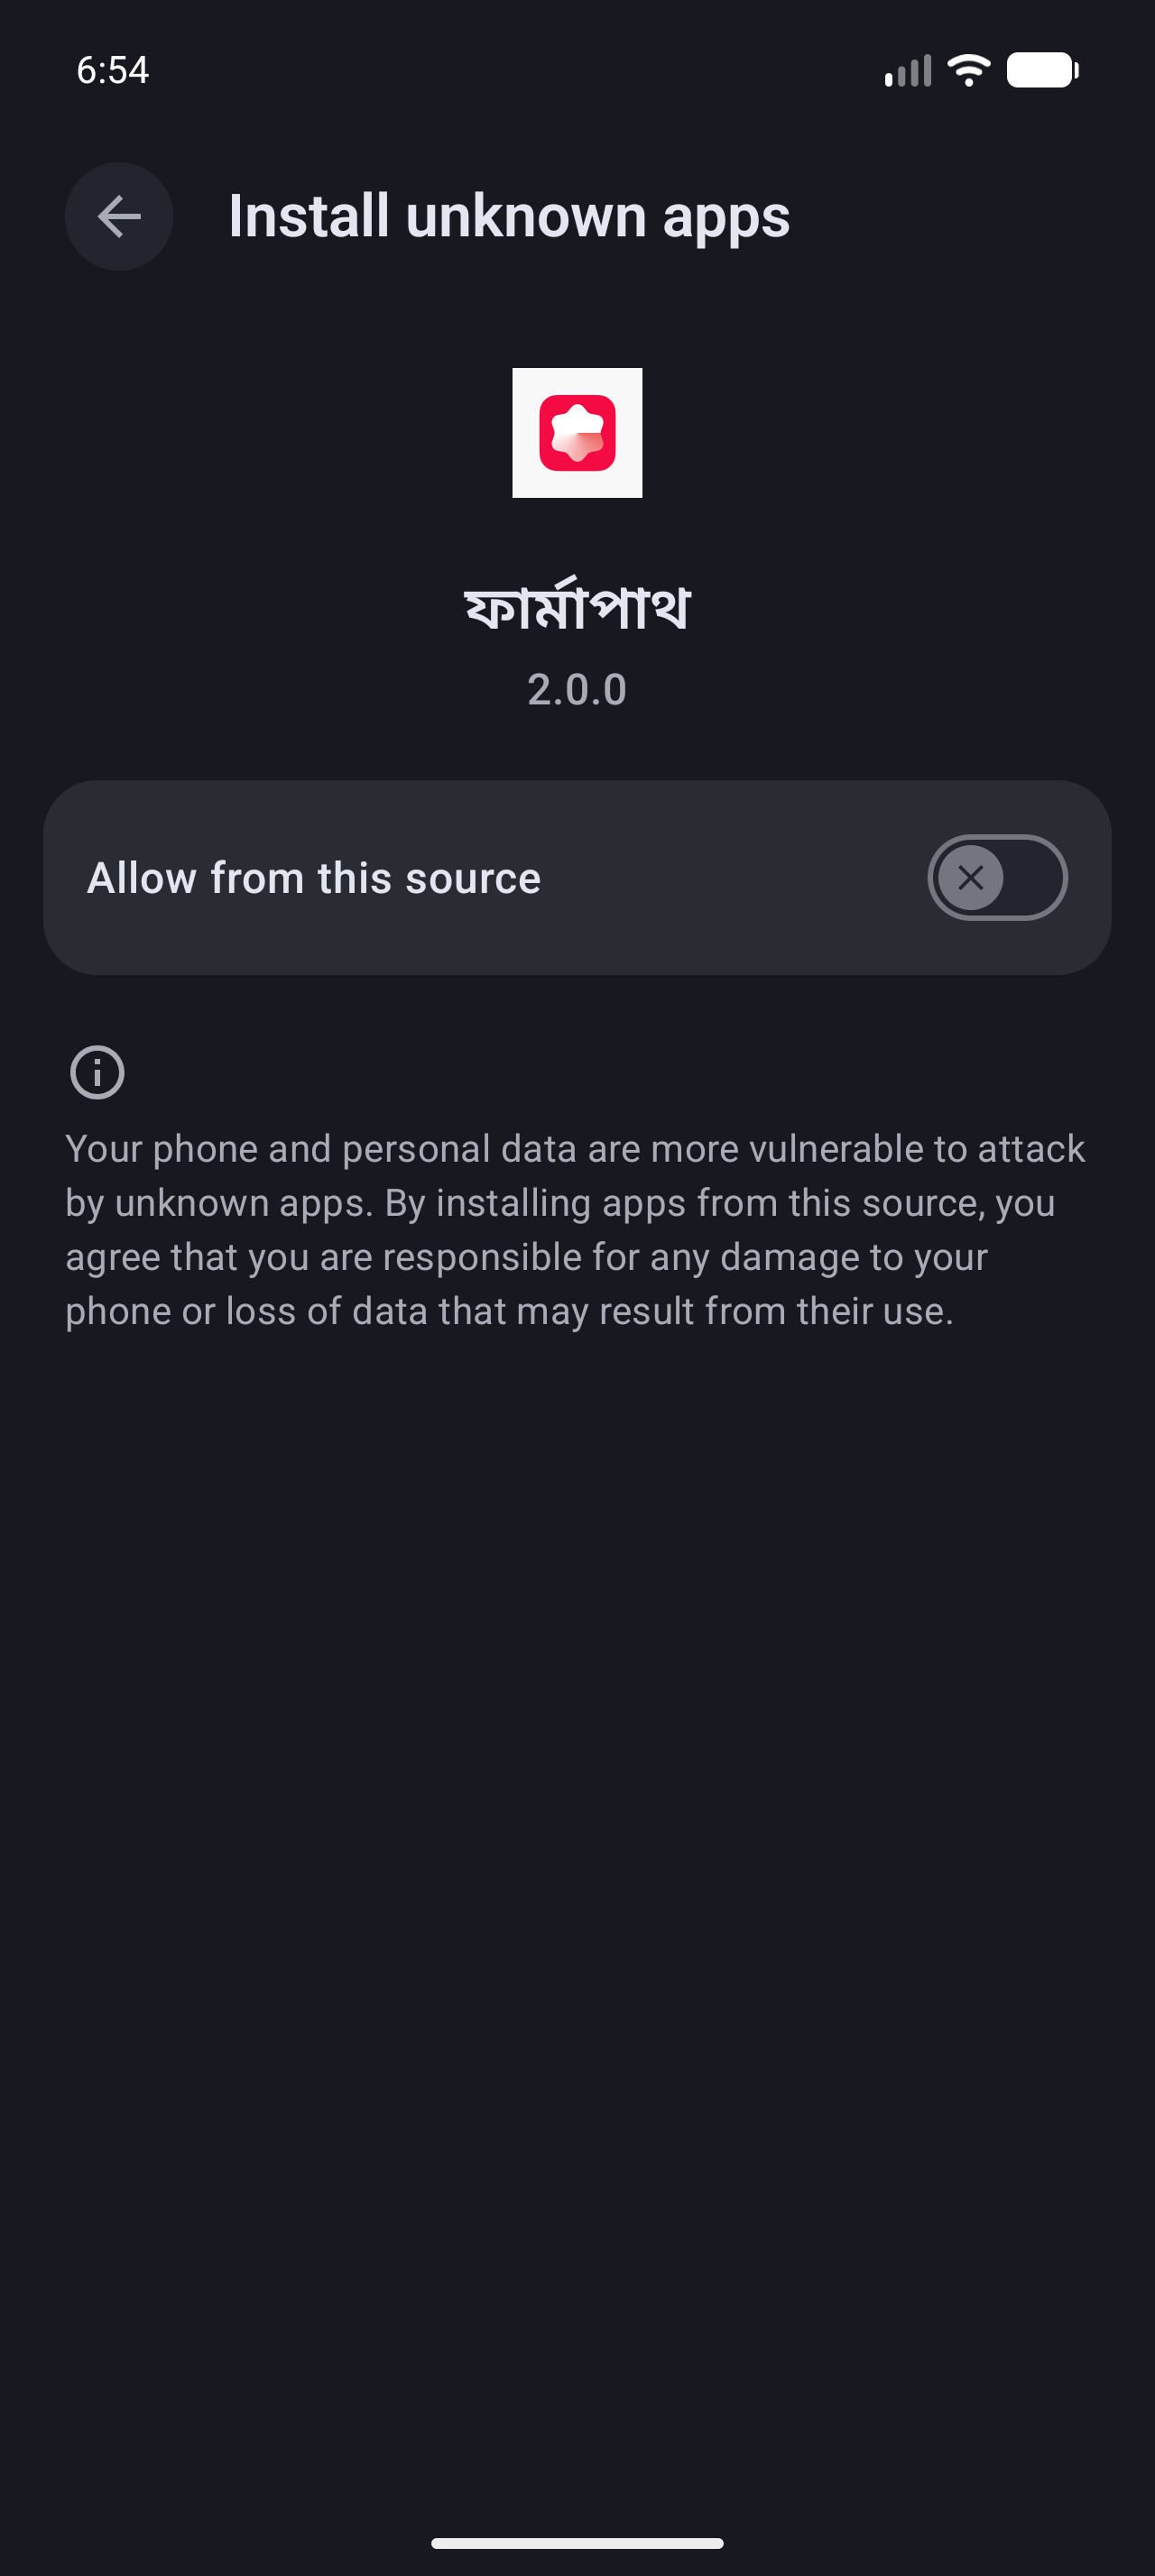 6:54
Install unknown apps
ফার্মাপাথ
2.0.0
Allow from this source
Your phone and personal data are more vulnerable to attack
by unknown apps. By installing apps from this source, you
agree that you are responsible for any damage to your
phone or loss of data that may result from their use.